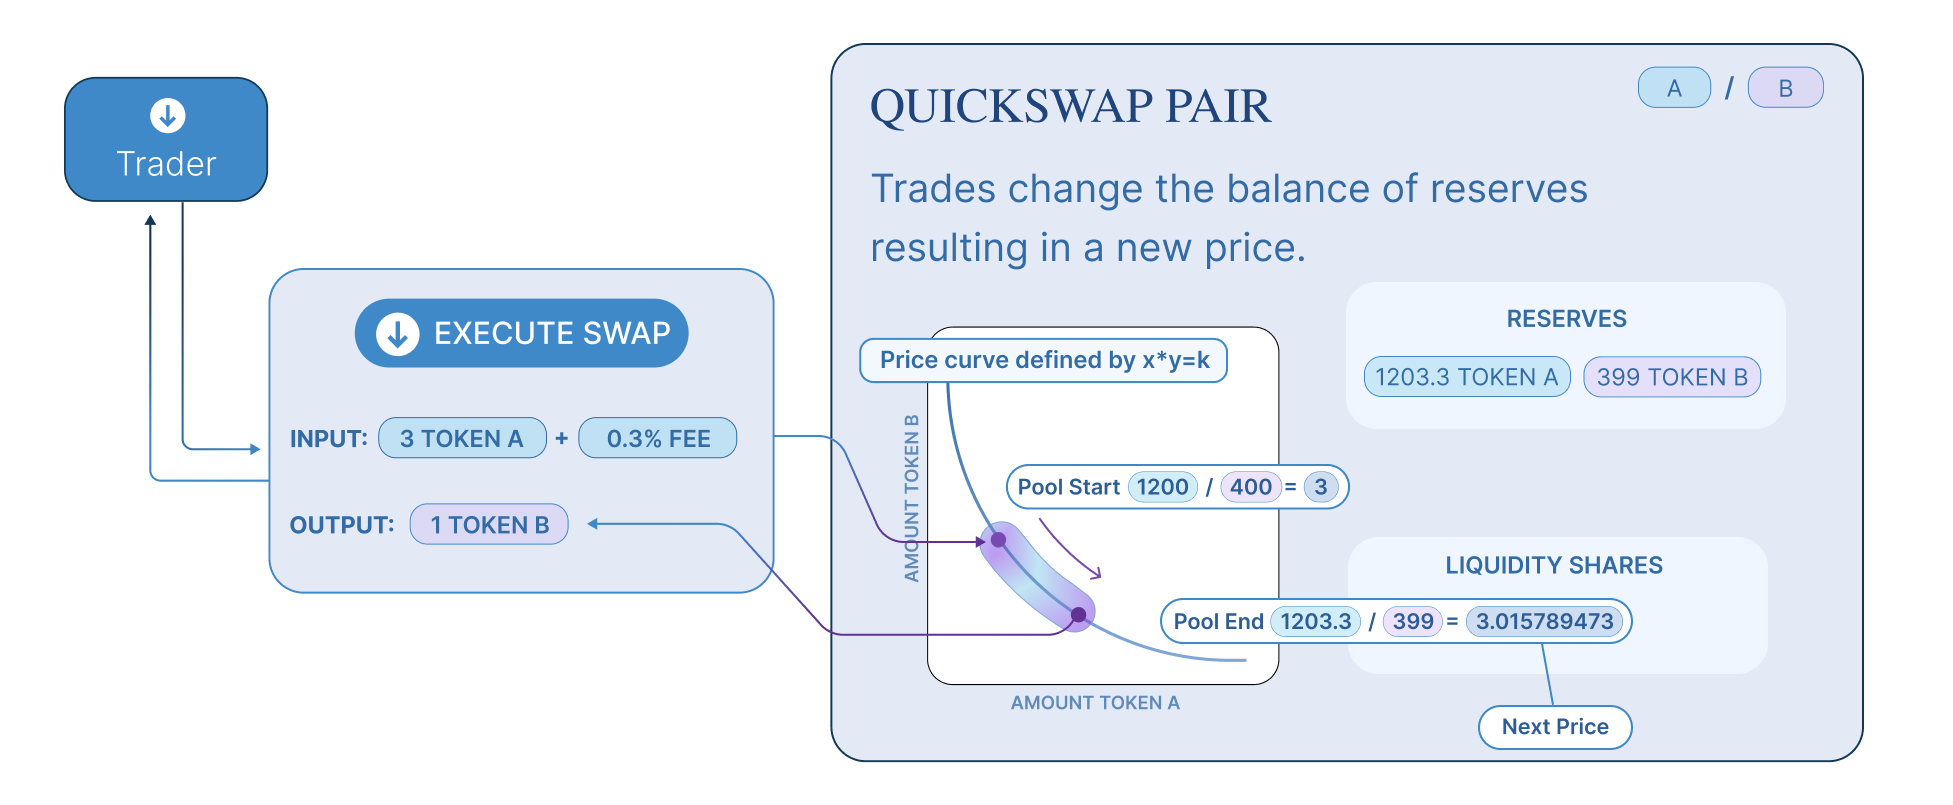 Trader
EXECUTE SWAP
INPUT: 3 TOKEN A + 0.3% FEE
OUTPUT: 1 TOKEN B
QUICKSWAP PAIR
A / B
Trades change the balance of reserves
resulting in a new price.
RESERVES
1203.3 TOKEN A 399 TOKEN B
Price curve defined by x*y=k
AMOUNT TOKEN B
Pool Start 1200 / 400 = 3
LIQUIDITY SHARES
Pool End 1203.3 / 399 = 3.015789473
AMOUNT TOKEN A
Next Price